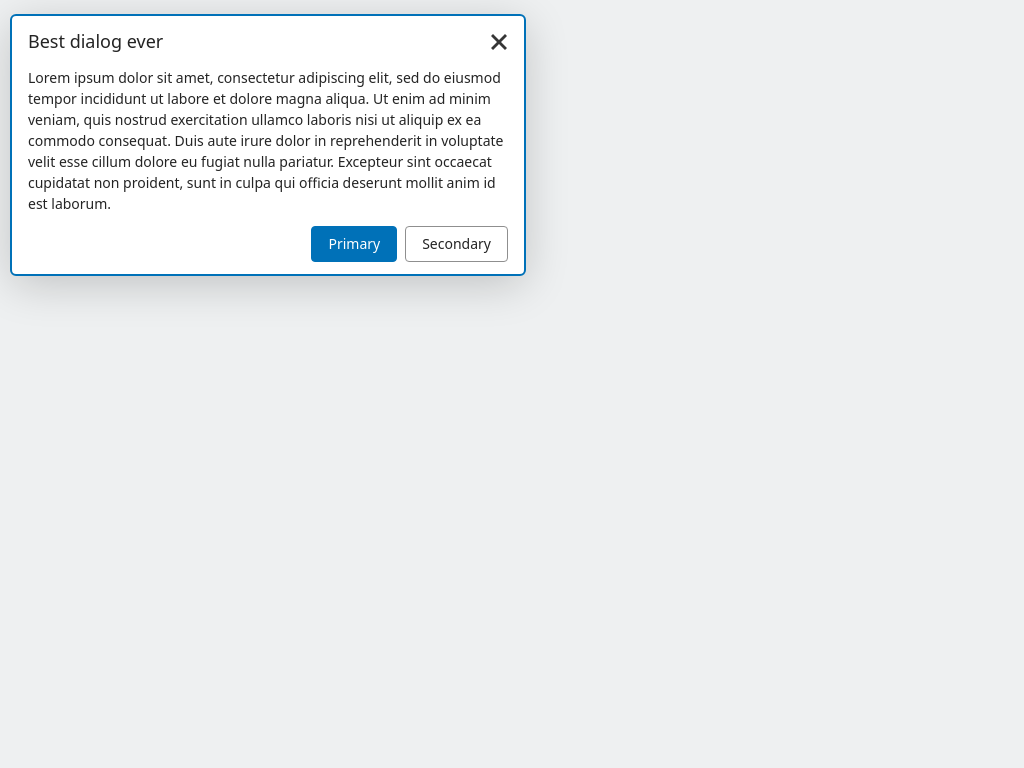 Best dialog ever
Lorem ipsum dolor sit amet, consectetur adipiscing elit, sed do eiusmod
tempor incididunt ut labore et dolore magna aliqua. Ut enim ad minim
veniam, quis nostrud exercitation ullamco laboris nisi ut aliquip ex ea
commodo consequat. Duis aute irure dolor in reprehenderit in voluptate
velit esse cillum dolore eu fugiat nulla pariatur. Excepteur sint occaecat
cupidatat non proident, sunt in culpa qui officia deserunt mollit anim id
est laborum.
Primary
Secondary